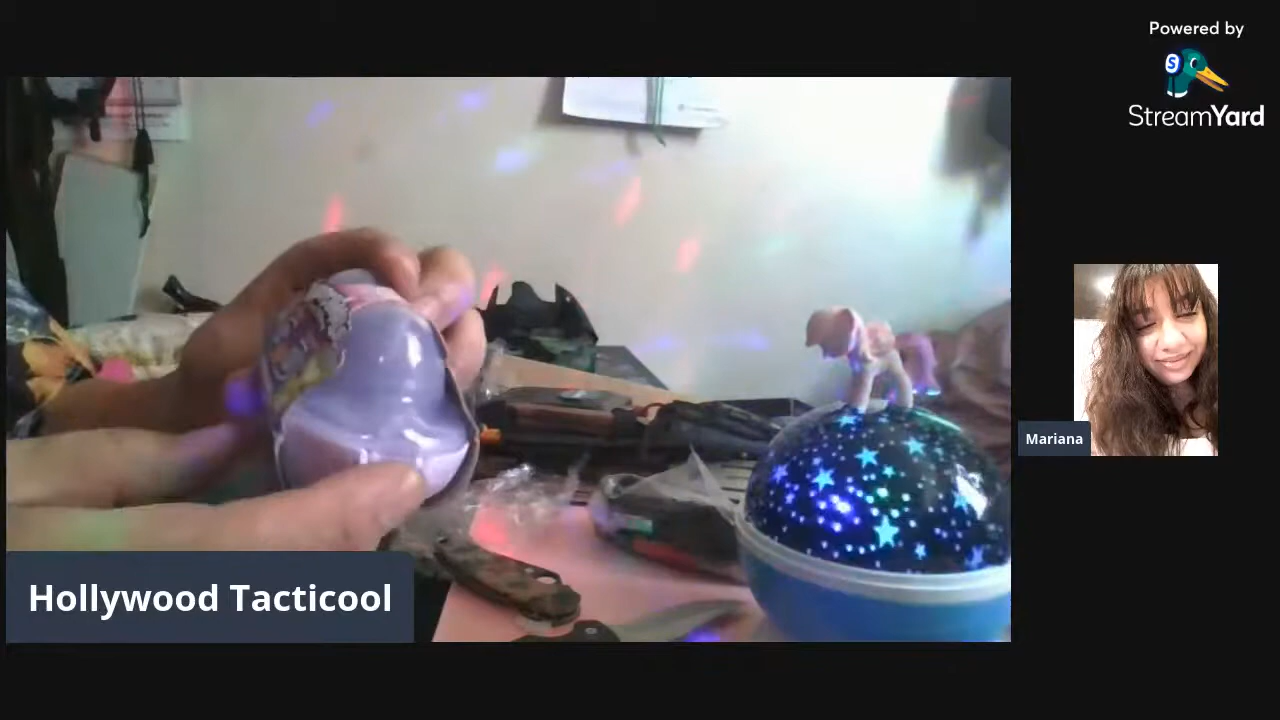 Powered by
S
StreamYard
Mariana
Hollywood Tacticool